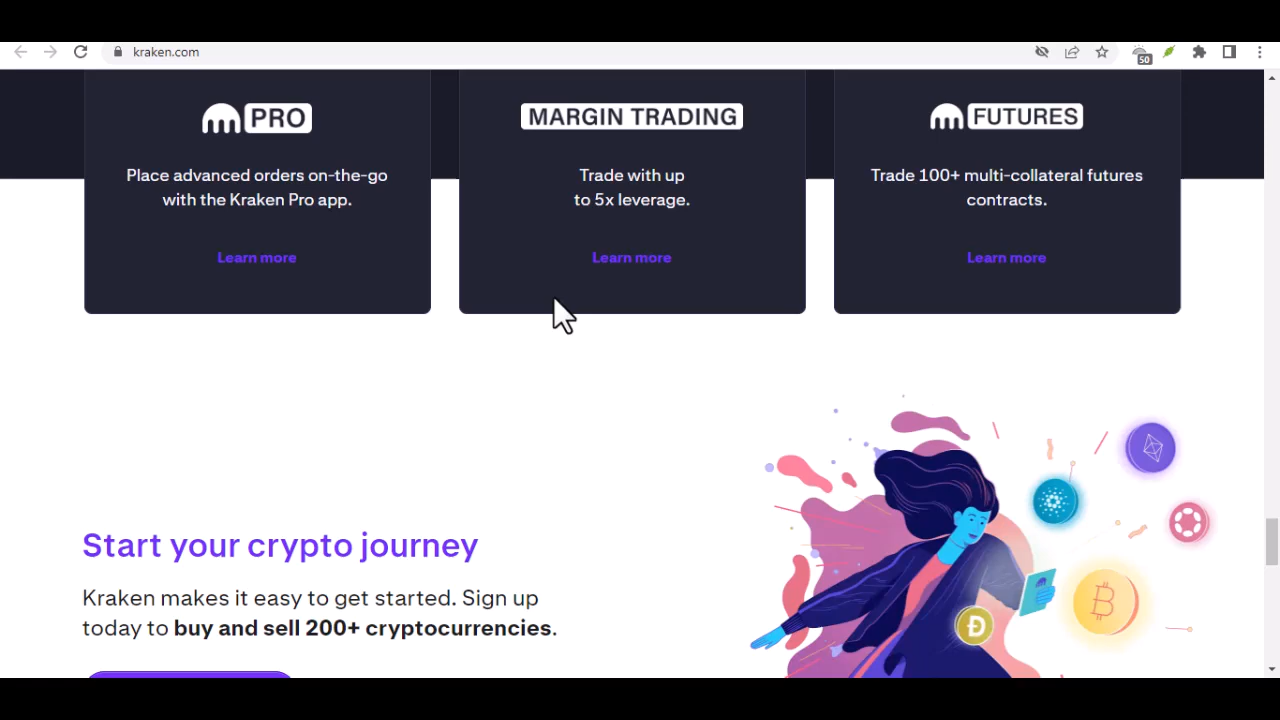 kraken.com
50
PRO
MARGIN TRADING
FUTURES
Place advanced orders on-the-go
with the Kraken Pro app.
Trade with up
to 5x leverage.
Trade 100+ multi-collateral futures
contracts.
Learn more
Learn more
Learn more
Start your crypto journey
Kraken makes it easy to get started. Sign up
today to buy and sell 200+ cryptocurrencies.